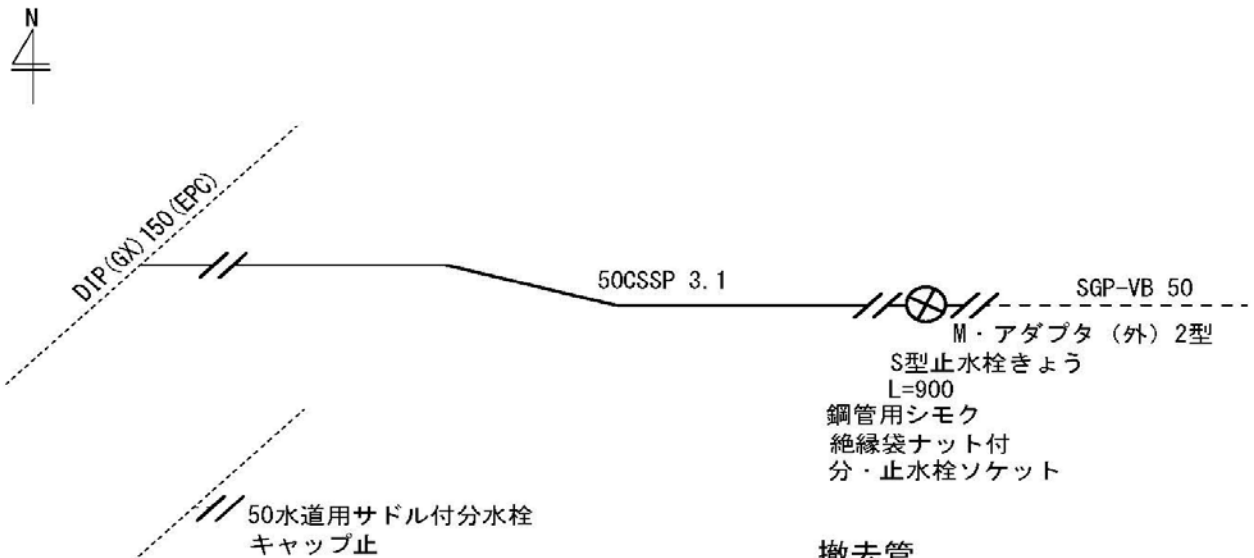 N
DIP(GX)150(EPC)
50CSSP 3.1
SGP-VB 50
M・アダプタ（外）2型
S型止水栓きょう
L=900
鋼管用シモク
絶縁袋ナット付
分・止水栓ソケット
50水道用サドル付分水栓
キャップ止
撤去管